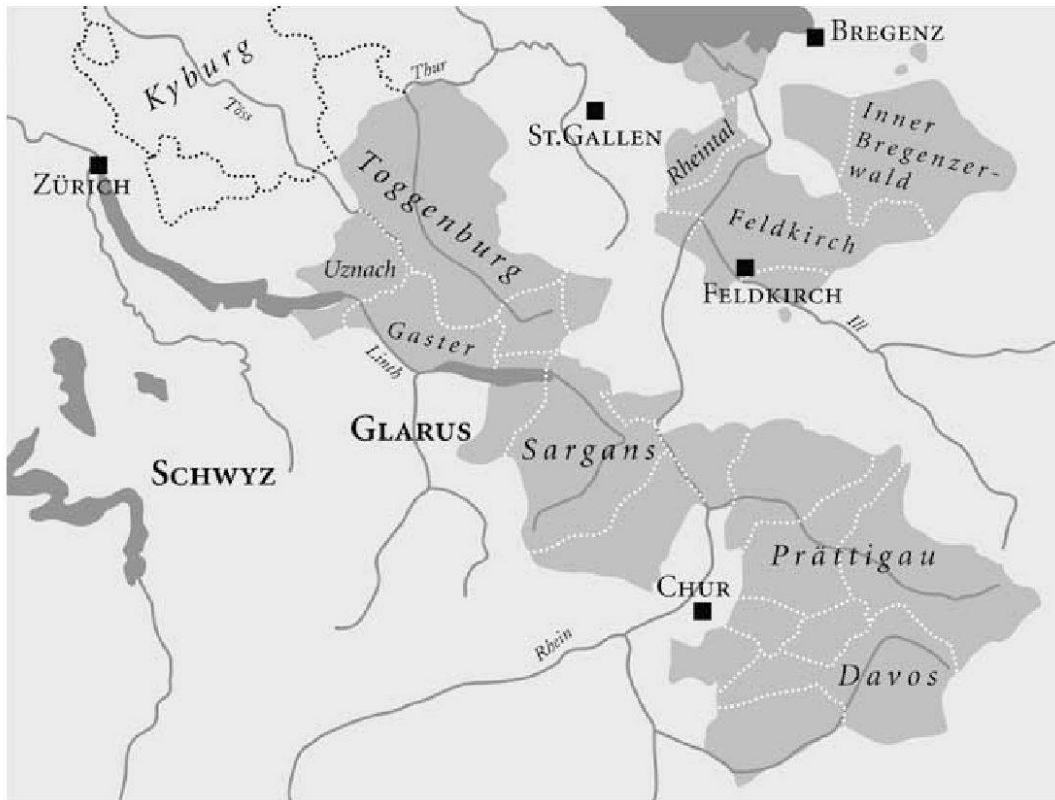 BREGENZ
Kyburg
Thur
Töss
ST.GALLEN
Inner
Bregenzer-
wald
Rheintal
ZÜRICH
Toggenburg
Feldkirch
Uznach
FELDKIRCH
Ill
Gaster
Linth
GLARUS
Sargans
SCHWYZ
Prättigau
CHUR
Rhein
Davos